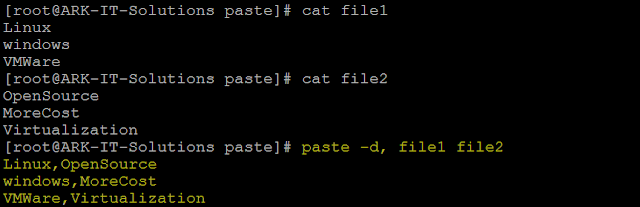 [root@ARK-IT-Solutions paste]# cat file1
Linux
windows
VMWare
[root@ARK-IT-Solutions paste]# cat file2
OpenSource
MoreCost
Virtualization
[root@ARK-IT-Solutions paste]# paste -d, file1 file2
Linux,OpenSource
windows,MoreCost
VMWare,Virtualization